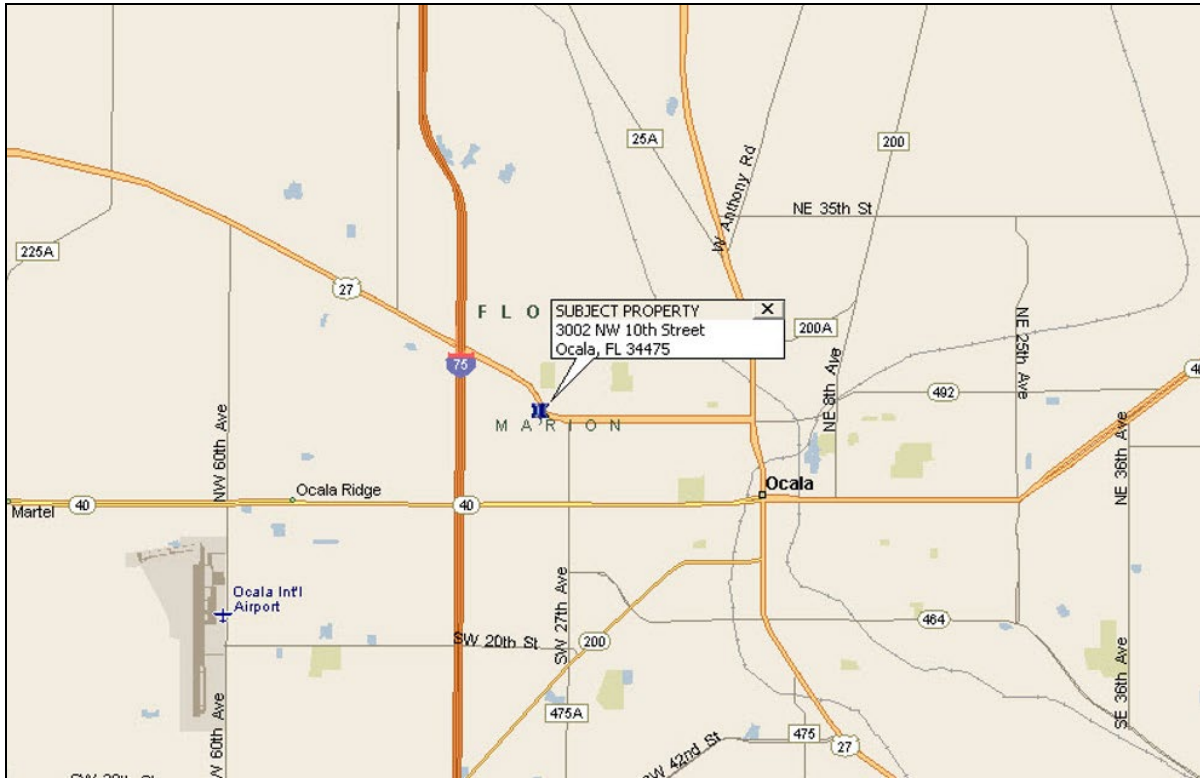 25A
200
W Anthony Rd
NE 35th St
225A
27
FLO
SUBJECT PROPERTY X
3002 NW 10th Street
Ocala, FL 34475
200A
NE 25th Ave
75
NE 8th Ave
492
MARION
NW 60th Ave
NE 36th Ave
Ocala Ridge
Ocala
Martel
40
40
Ocala Int'l
Airport
SW 27th Ave
464
SW 20th St
200
SE 36th Ave
475A
475
27
SW 42nd St